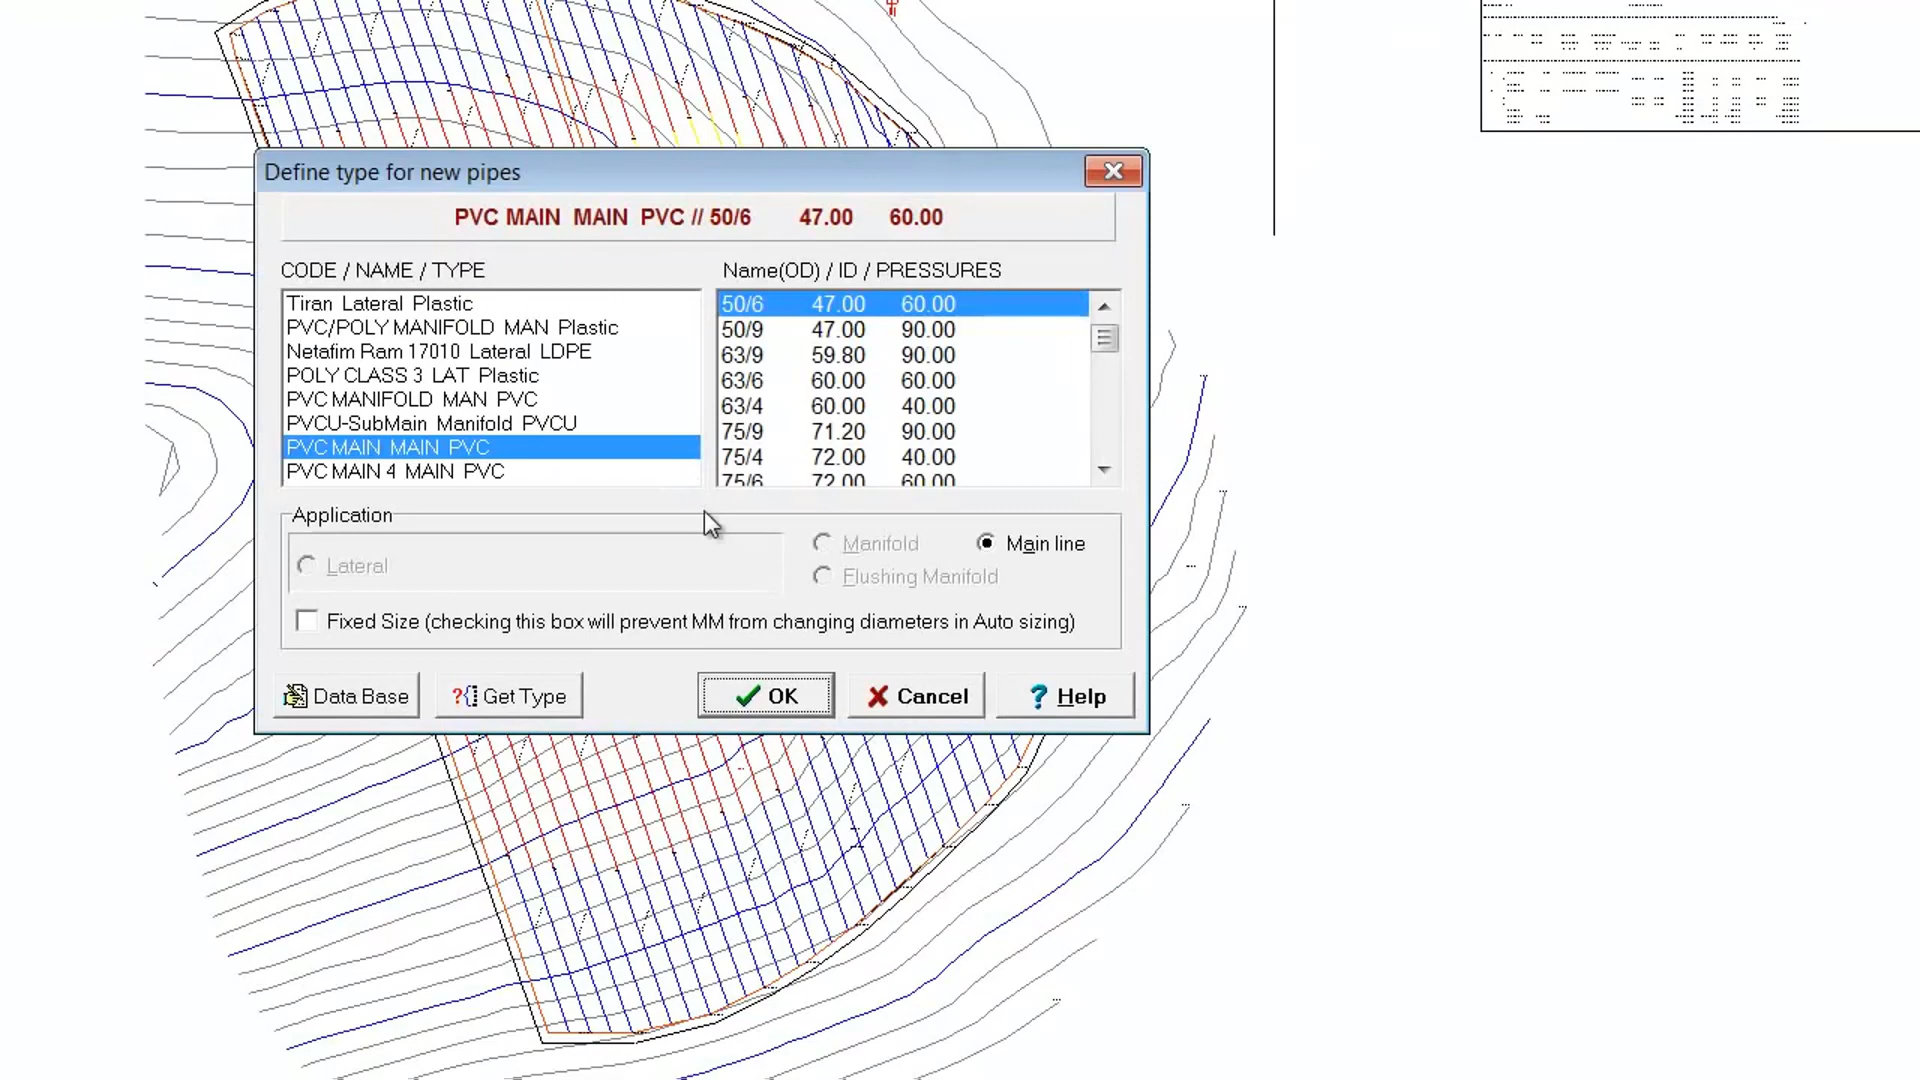 Define type for new pipes
PVC MAIN MAIN PVC // 50/6 47.00 60.00
CODE / NAME / TYPE
Name(OD) / ID / PRESSURES
Tiran Lateral Plastic
PVC/POLY MANIFOLD MAN Plastic
Netafim Ram 17010 Lateral LDPE
POLY CLASS 3 LAT Plastic
PVC MANIFOLD MAN PVC
PVCU-SubMain Manifold PVCU
PVC MAIN MAIN PVC
PVC MAIN 4 MAIN PVC
50/6 47.00 60.00
50/9 47.00 90.00
63/9 59.80 90.00
63/6 60.00 60.00
63/4 60.00 40.00
75/9 71.20 90.00
75/4 72.00 40.00
75/6 72.00 60.00
Application
Lateral
Manifold
Main line
Flushing Manifold
Fixed Size (checking this box will prevent MM from changing diameters in Auto sizing)
Data Base
?{ Get Type
OK
Cancel
? Help